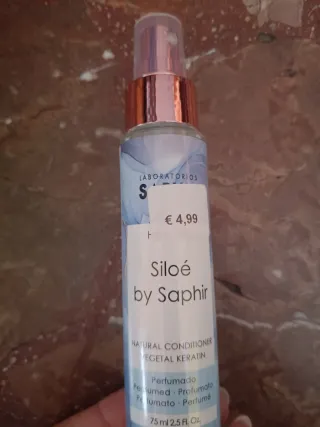 LABORATORIOS
€ 4,99
Siloé
by Saphir
NATURAL CONDITIONER
VEGETAL KERATIN
Perfumado
Perfumed - Profumato
Parfumé
75 ml 2.5 Fl. Oz.